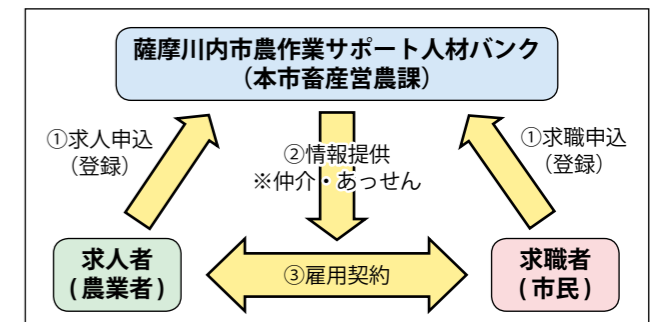 薩摩川内市農作業サポート人材バンク
（本市畜産営農課）
①求人申込
（登録）
②情報提供
※仲介・あっせん
①求職申込
（登録）
求人者
(農業者)
③雇用契約
求職者
(市民)